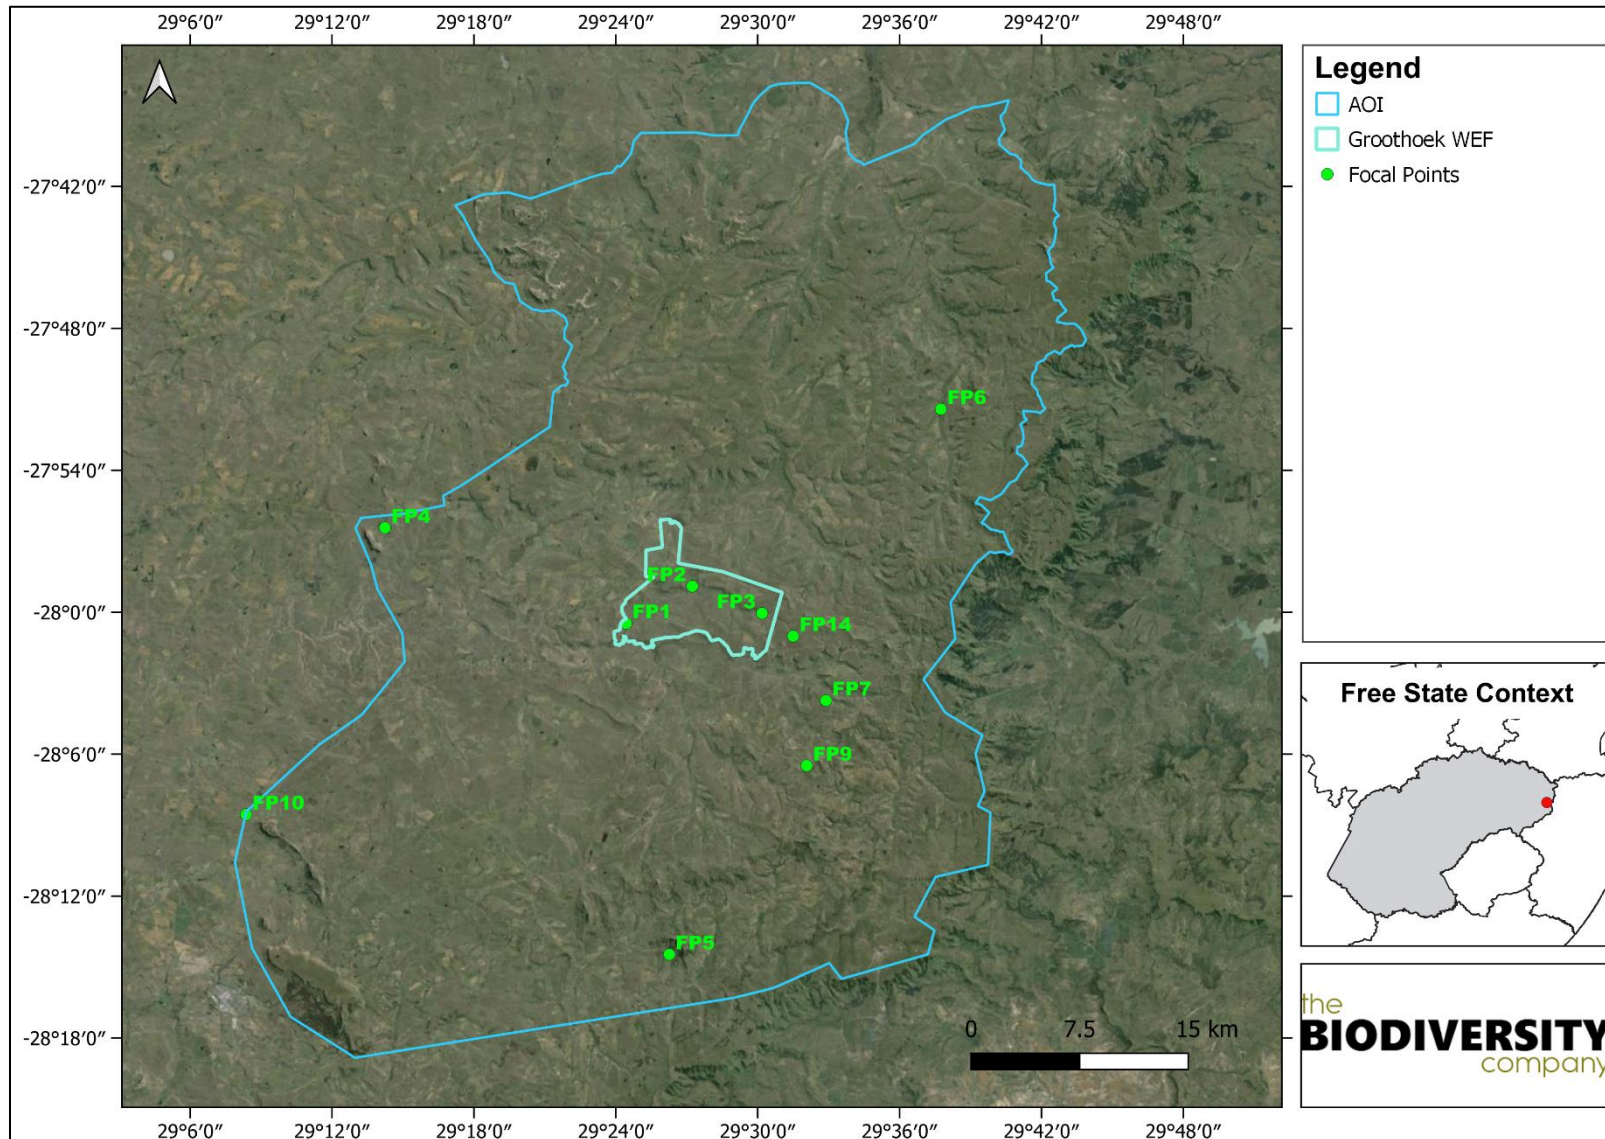 29°6′0″ 29°12′0″ 29°18′0″ 29°24′0″ 29°30′0″ 29°36′0″ 29°42′0″ 29°48′0″
Legend
AOI
Groothoek WEF
Focal Points
-27°42′0″
-27°48′0″
-27°54′0″
-28°0′0″
-28°6′0″
-28°12′0″
-28°18′0″
FP6
FP4
FP2
FP3
FP1
FP14
FP7
FP9
FP10
FP5
0 7.5 15 km
Free State Context
the
BIODIVERSITY
company
29°6′0″ 29°12′0″ 29°18′0″ 29°24′0″ 29°30′0″ 29°36′0″ 29°42′0″ 29°48′0″